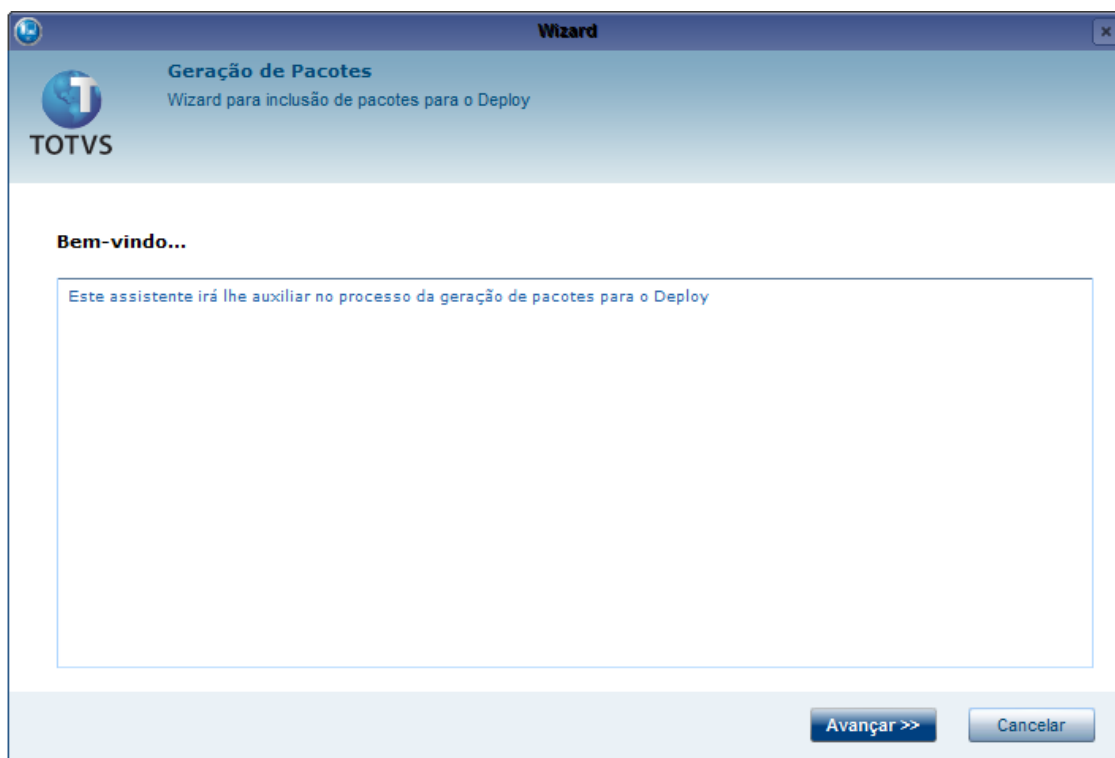 Wizard
Geração de Pacotes
Wizard para inclusão de pacotes para o Deploy
TOTVS
Bem-vindo...
Este assistente irá lhe auxiliar no processo da geração de pacotes para o Deploy
Avançar >>
Cancelar